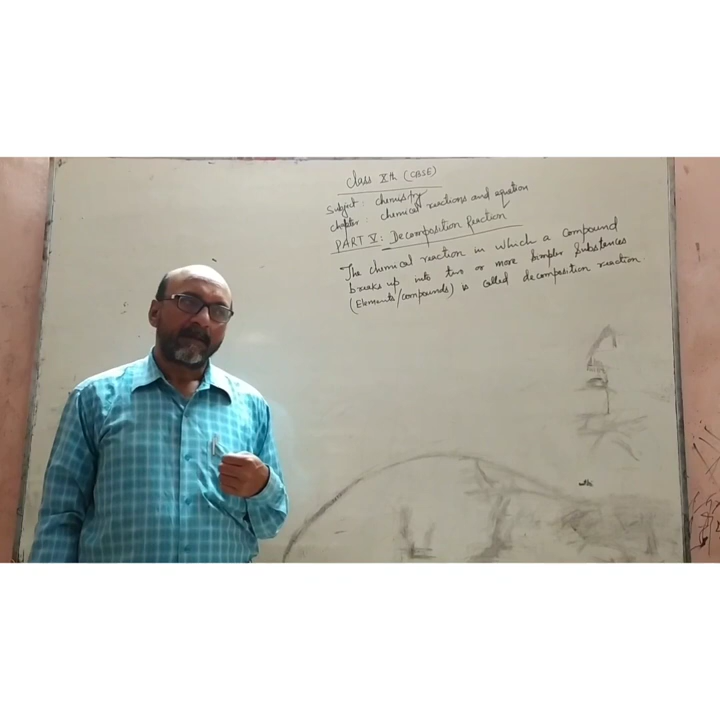 Class Xth (CBSE)
Subject: chemistry
chapter: chemical reactions and equation
PART V: Decomposition Reaction
The chemical reaction in which a compound
breaks up into two or more simpler substances
(Elements/compounds) is called decomposition reaction.